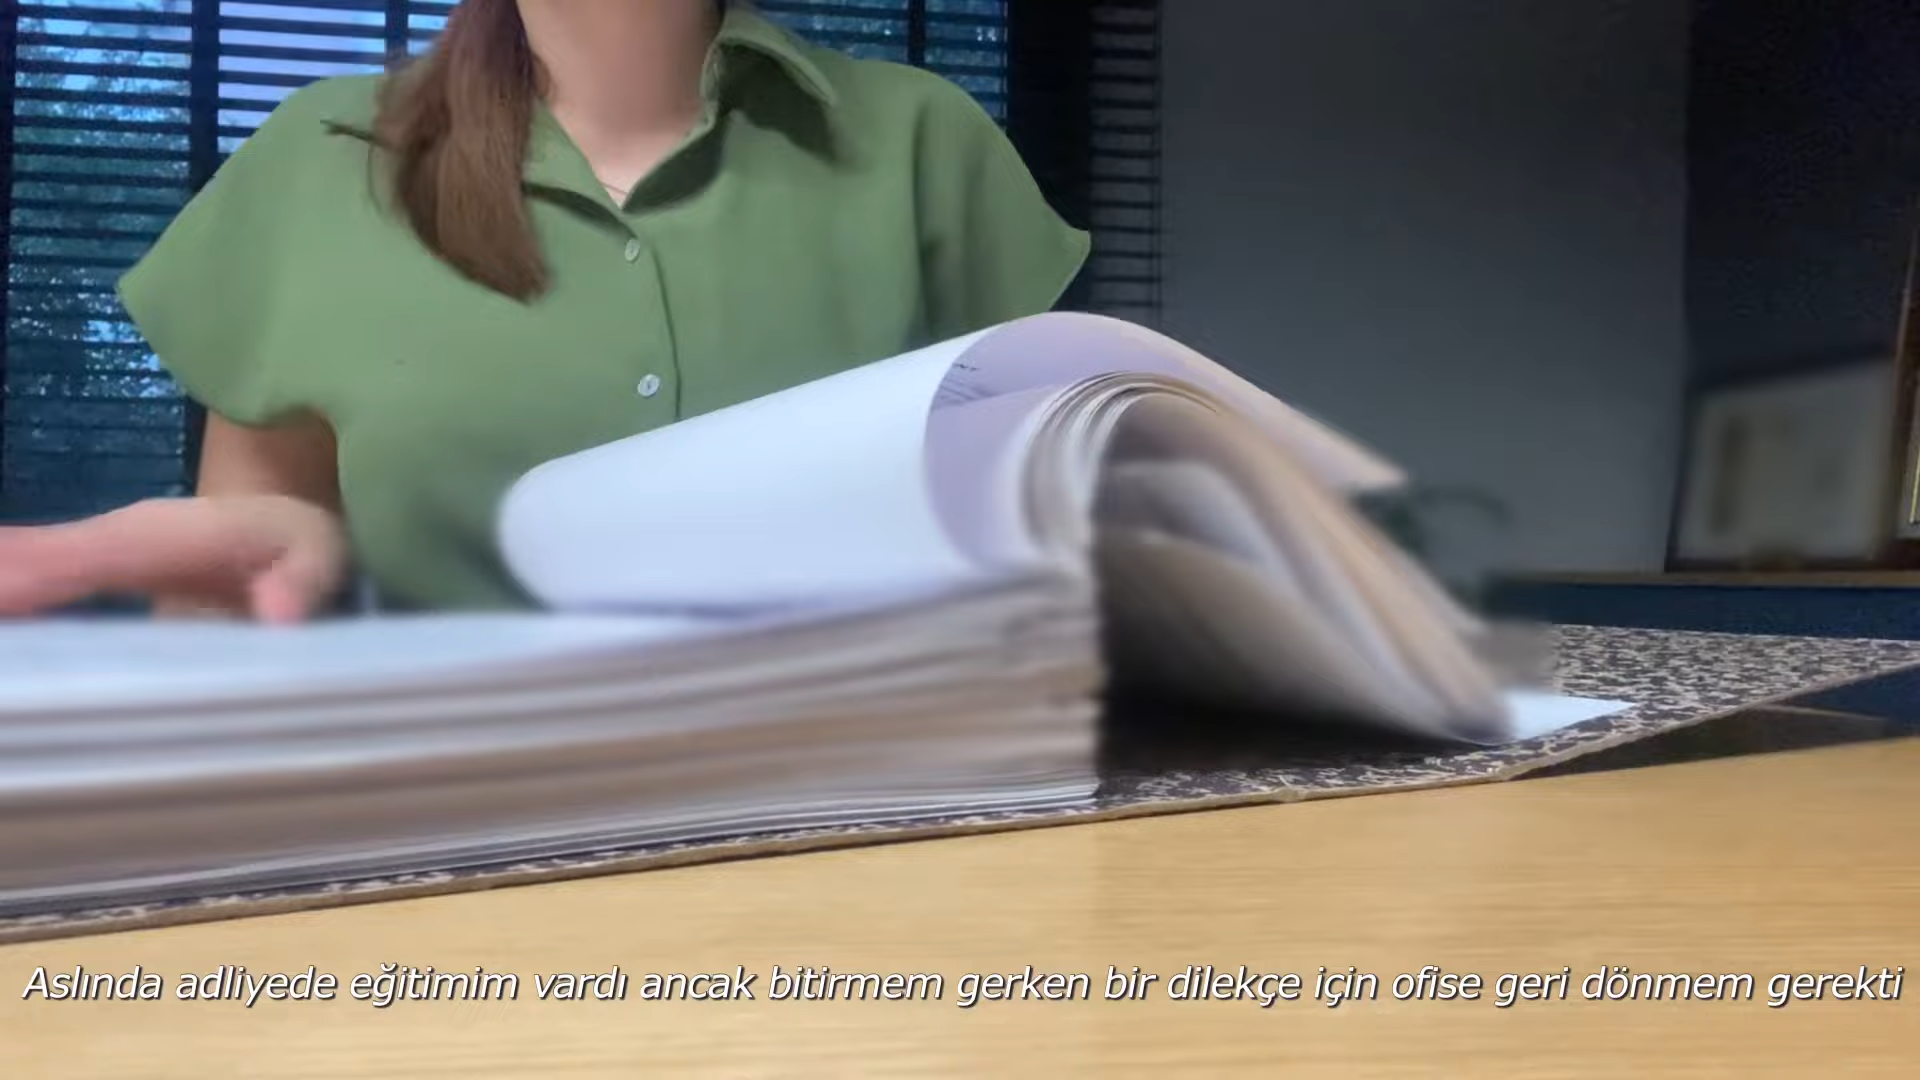 Aslında adliyede eğitimim vardı ancak bitirmem gerken bir dilekçe için ofise geri dönmem gerekti